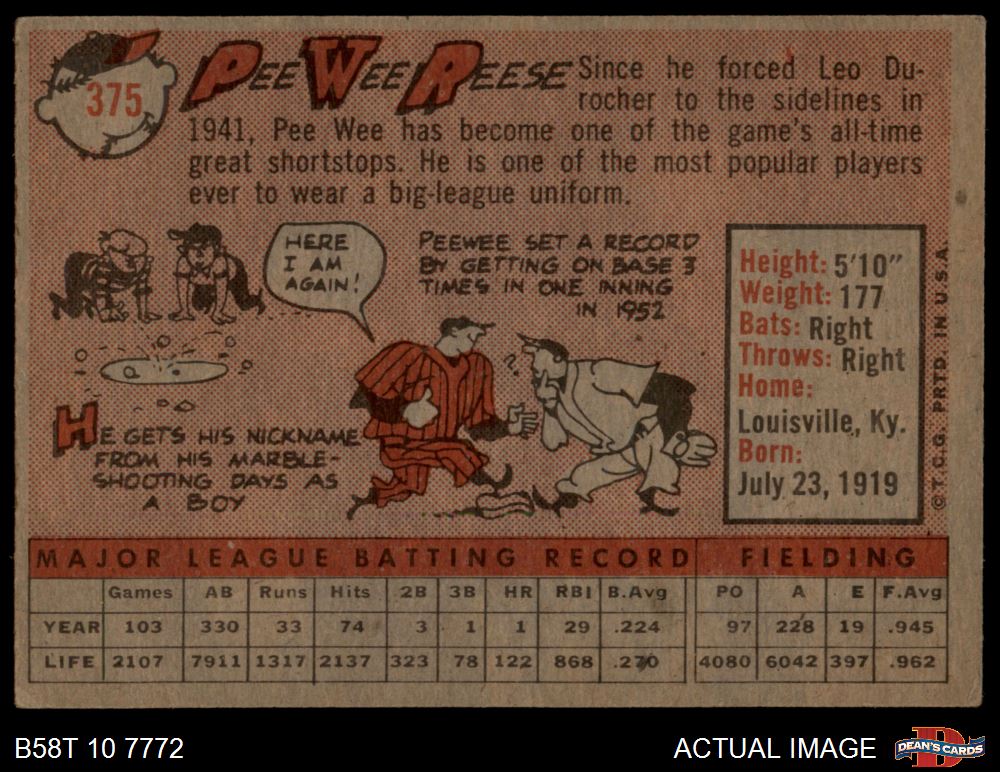 375
PEE WEE REESE
Since he forced Leo Du-
rocher to the sidelines in
1941, Pee Wee has become one of the game's all-time
great shortstops. He is one of the most popular players
ever to wear a big-league uniform.
HERE
I AM
AGAIN!
PEEWEE SET A RECORD
BY GETTING ON BASE 3
TIMES IN ONE INNING
IN 1952
HE GETS HIS NICKNAME
FROM HIS MARBLE-
SHOOTING DAYS AS
A BOY
Height: 5'10"
Weight: 177
Bats: Right
Throws: Right
Home:
Louisville, Ky.
Born:
July 23, 1919
© T.C.G. PRTD. IN U.S.A.
MAJOR LEAGUE BATTING RECORD FIELDING
Games AB Runs Hits 2B 3B HR RBI B.Avg PO A E F.Avg
YEAR 103 330 33 74 3 1 1 29 .224 97 228 19 .945
LIFE 2107 7911 1317 2137 323 78 122 868 .270 4080 6042 397 .962
B58T 10 7772 ACTUAL IMAGE D DEAN'S CARDS